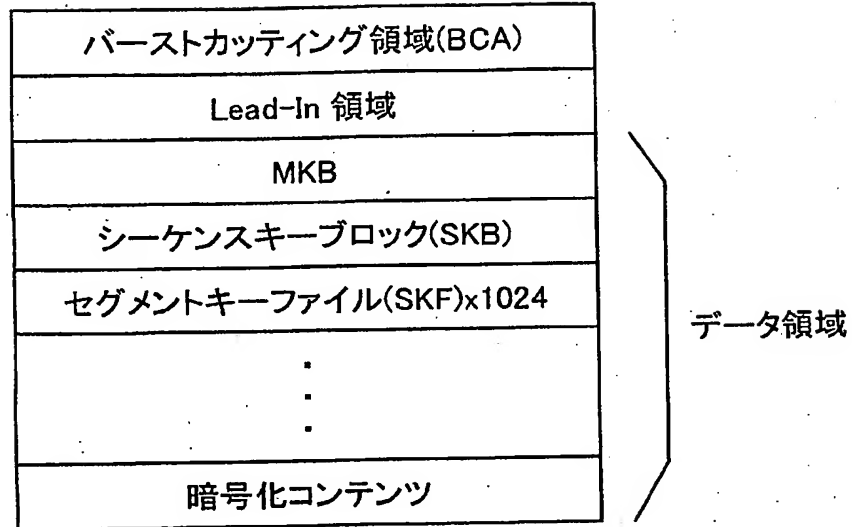 バーストカッティング領域(BCA)
Lead-In 領域
MKB
シーケンスキーブロック(SKB)
セグメントキーファイル(SKF)x1024
データ領域
暗号化コンテンツ